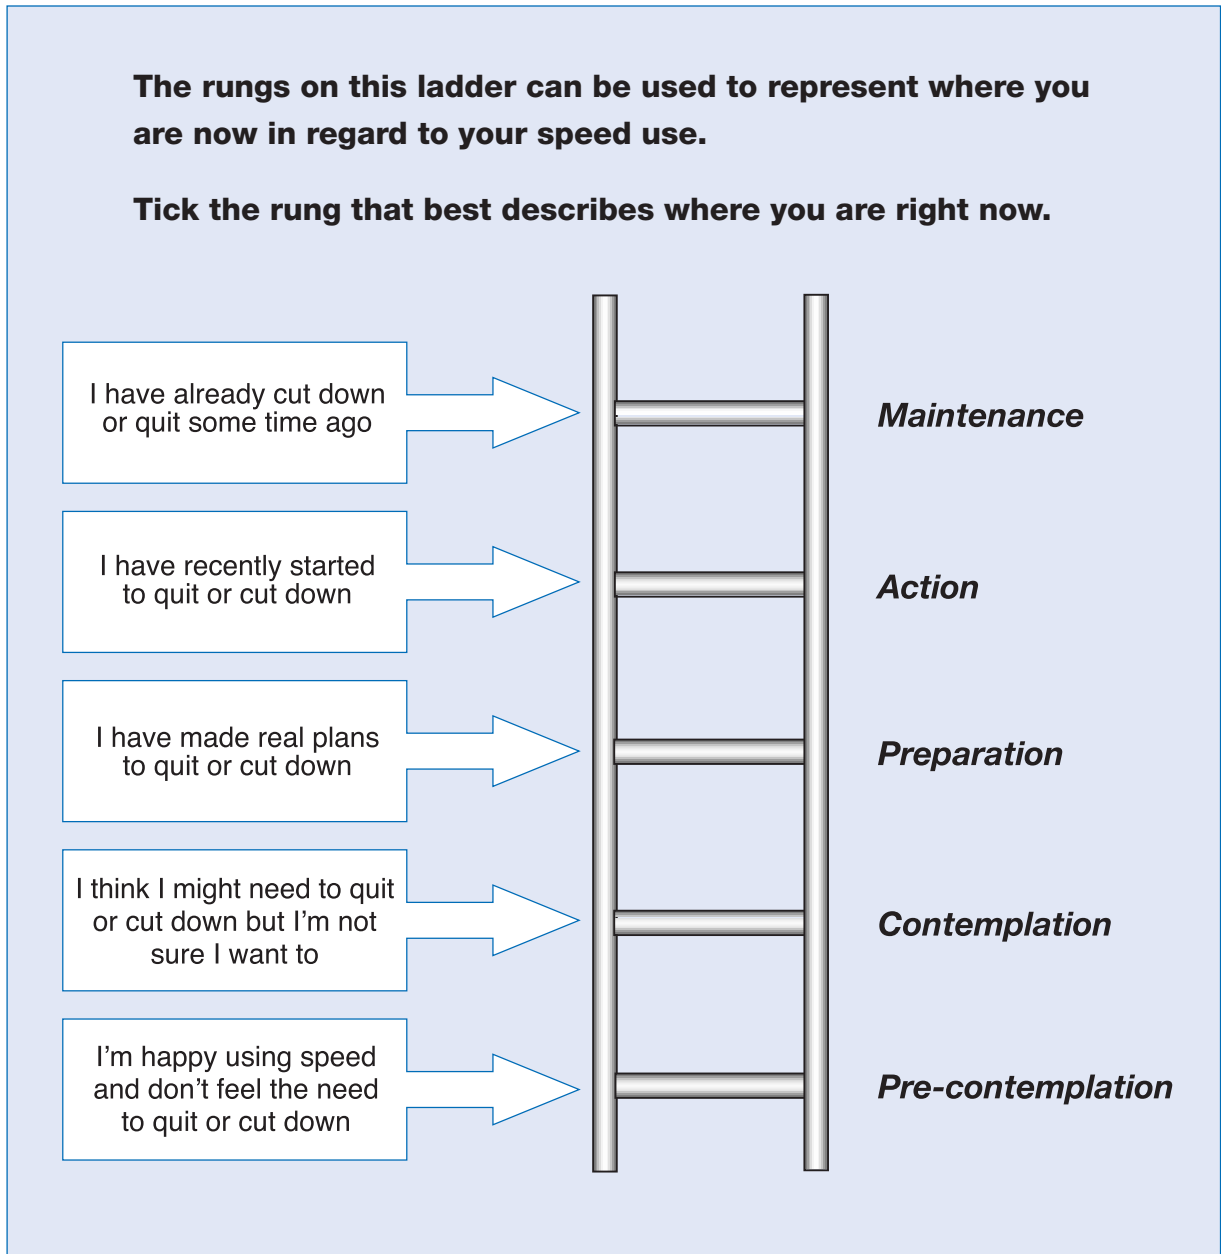 The rungs on this ladder can be used to represent where you
are now in regard to your speed use.
Tick the rung that best describes where you are right now.
I have already cut down
or quit some time ago
Maintenance
I have recently started
to quit or cut down
Action
I have made real plans
to quit or cut down
Preparation
I think I might need to quit
or cut down but I’m not
sure I want to
Contemplation
I’m happy using speed
and don’t feel the need
to quit or cut down
Pre-contemplation